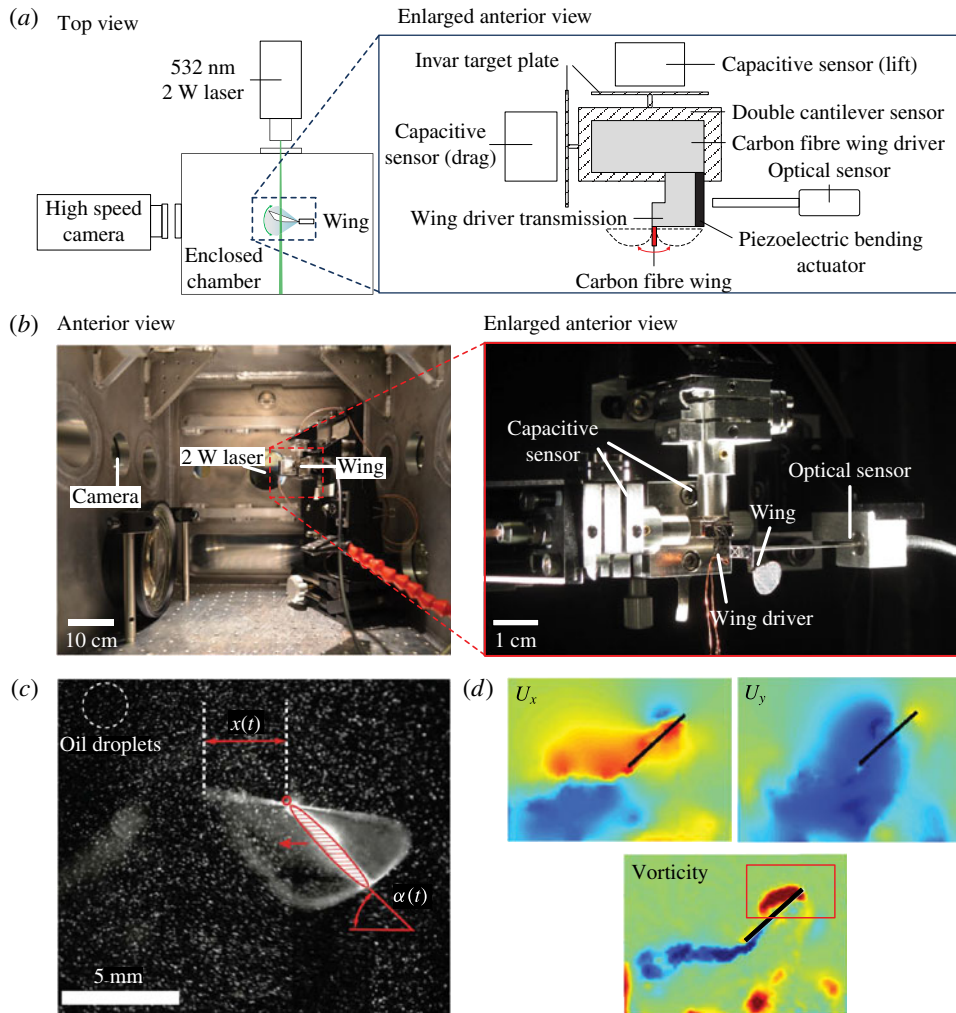 (a) Top view
Enlarged anterior view
532 nm
2 W laser
High speed
camera
Enclosed
chamber
Wing
Invar target plate
Capacitive sensor (lift)
Capacitive
sensor (drag)
Double cantilever sensor
Carbon fibre wing driver
Optical sensor
Wing driver transmission
Piezoelectric bending
actuator
Carbon fibre wing
(b) Anterior view
Enlarged anterior view
2 W laser
Wing
Camera
10 cm
Capacitive
sensor
Optical sensor
Wing
Wing driver
1 cm
(c)
Oil droplets
x(t)
α(t)
5 mm
(d)
Ux
Uy
Vorticity